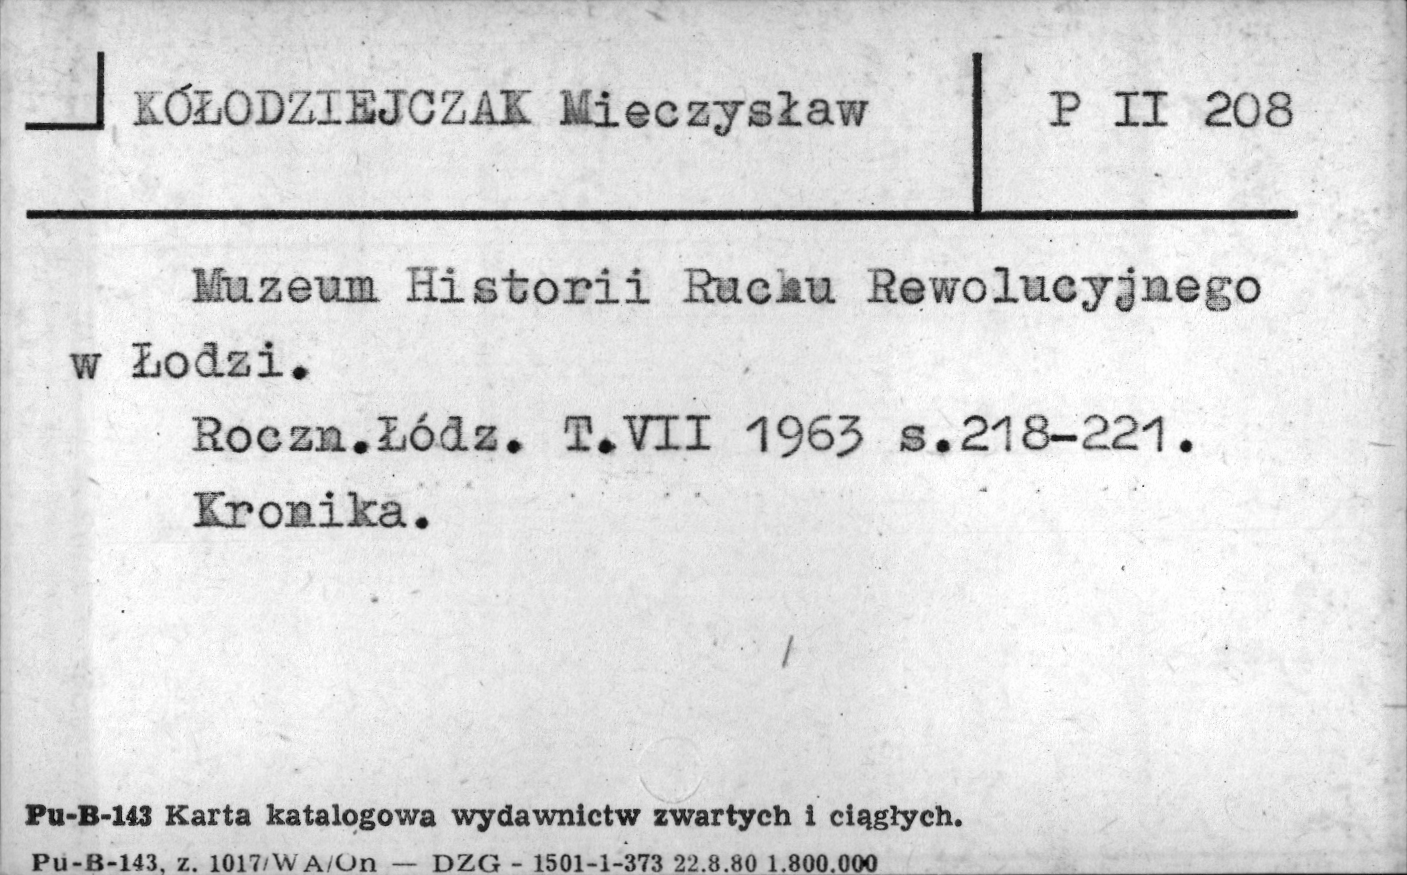 KÓŁODZIEJCZAK Mieczysław P II 208
Muzeum Historii Ruchu Rewolucyjnego
w Łodzi.
Roczn.Łódz. T.VII 1963 s.218-221.
Kronika.
Pu-B-143 Karta katalogowa wydawnictw zwartych i ciągłych.
Pu-B-143, z. 1017/WA/On — DZG - 1501-1-373 22.8.80 1.800.000